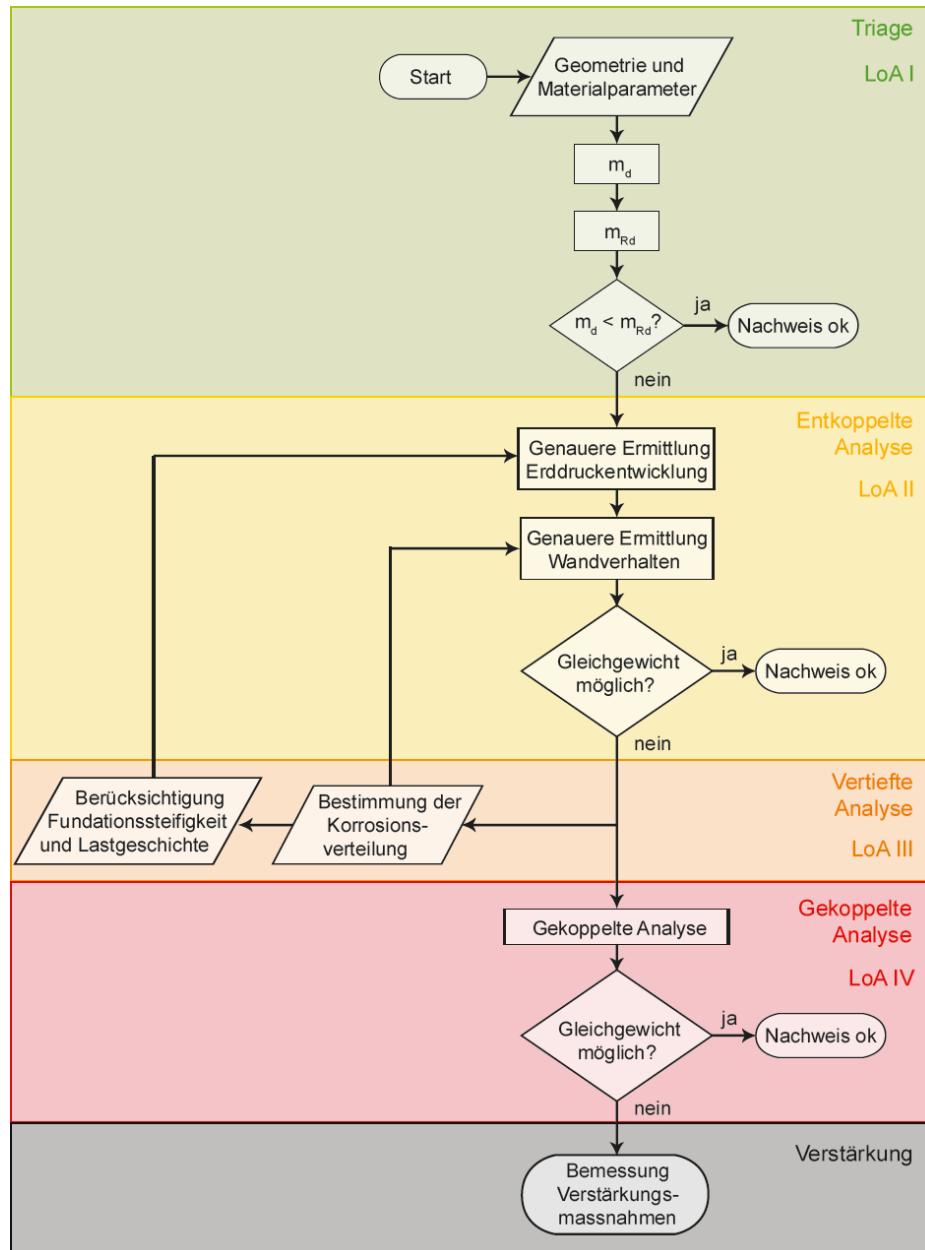 Triage
LoA I
Start
Geometrie und
Materialparameter
m_d
m_Rd
m_d < m_Rd?
ja
Nachweis ok
nein
Entkoppelte
Analyse
LoA II
Genauere Ermittlung
Erddruckentwicklung
Genauere Ermittlung
Wandverhalten
Gleichgewicht
möglich?
ja
Nachweis ok
nein
Vertiefte
Analyse
LoA III
Berücksichtigung
Fundationssteifigkeit
und Lastgeschichte
Bestimmung der
Korrosions-
verteilung
Gekoppelte
Analyse
LoA IV
Gekoppelte Analyse
Gleichgewicht
möglich?
ja
Nachweis ok
nein
Verstärkung
Bemessung
Verstärkungs-
massnahmen